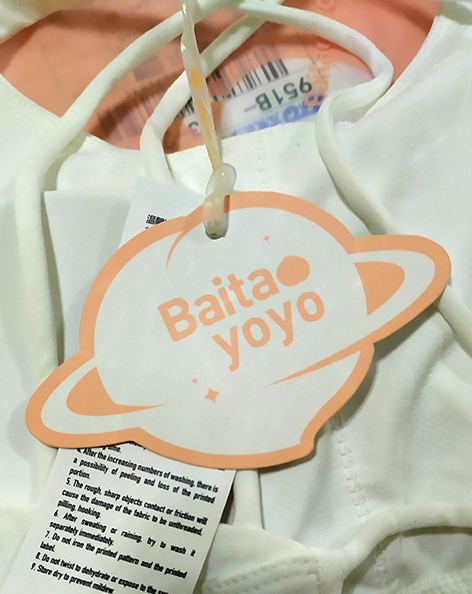 951B-
温馨
Baitao
yoyo
4. After the increasing numbers of washing, there is
a possibility of peeling and loss of the printed
portion.
5. The rough, sharp objects contact or friction will
cause the damage of the fabric to be unthreaded,
pilling, hooking.
6. After sweating or raining, try to wash it
separately immediately.
7. Do not iron the printed pattern and the printed
label.
8. Do not twist to dehydrate or expose to the
9. Store dry to prevent mildew.